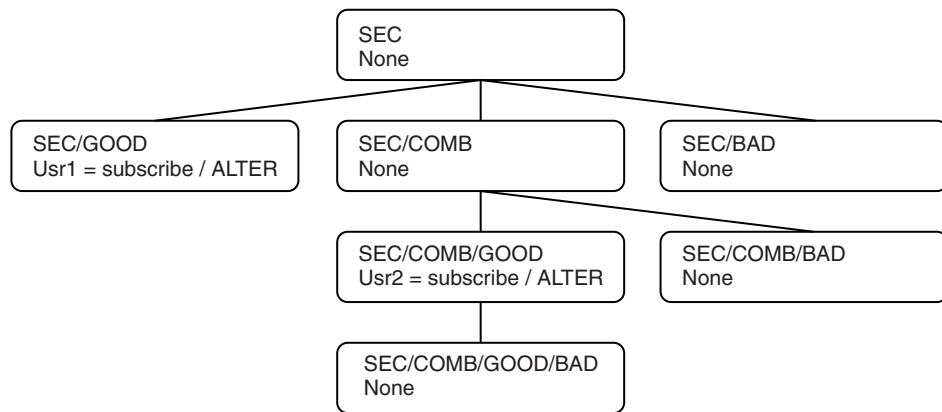 SEC
None
SEC/GOOD
Usr1 = subscribe / ALTER
SEC/COMB
None
SEC/BAD
None
SEC/COMB/GOOD
Usr2 = subscribe / ALTER
SEC/COMB/BAD
None
SEC/COMB/GOOD/BAD
None